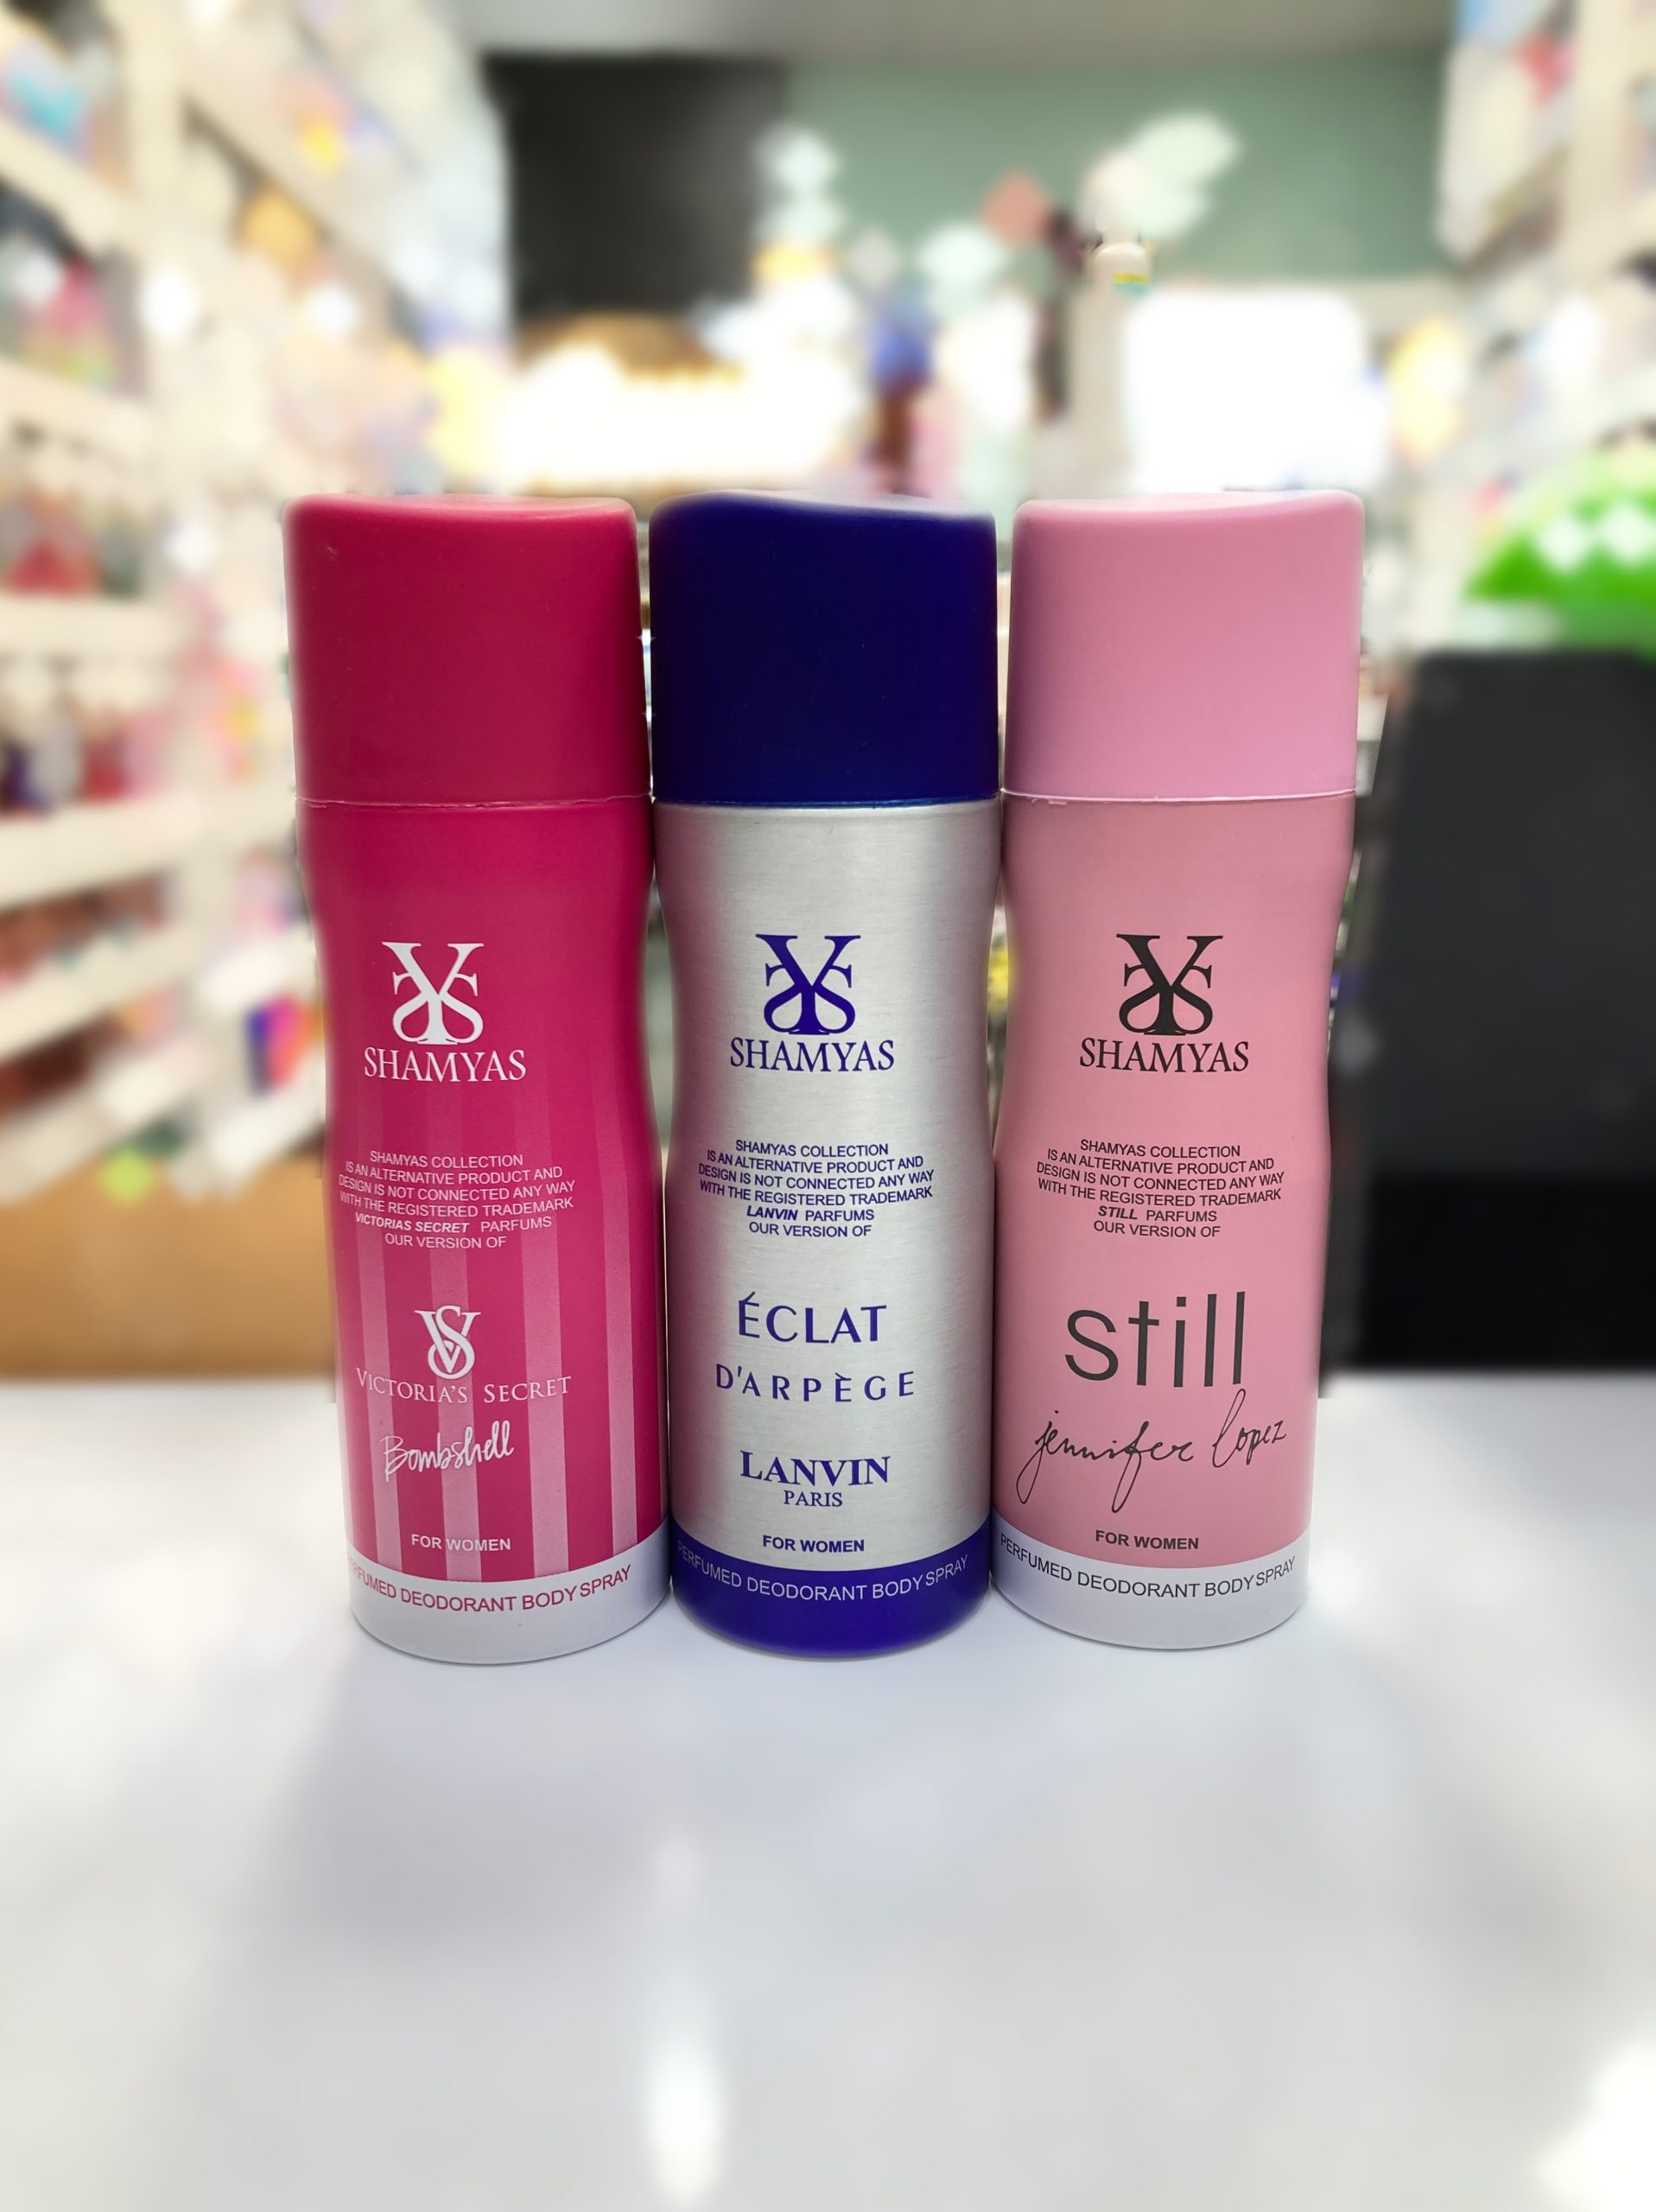 SHAMYAS
SHAMYAS COLLECTION
IS AN ALTERNATIVE PRODUCT AND
DESIGN IS NOT CONNECTED ANY WAY
WITH THE REGISTERED TRADEMARK
VICTORIAS SECRET PARFUMS
OUR VERSION OF
VS
VICTORIA'S SECRET
Bombshell
FOR WOMEN
PERFUMED DEODORANT BODY SPRAY
SHAMYAS
SHAMYAS COLLECTION
IS AN ALTERNATIVE PRODUCT AND
DESIGN IS NOT CONNECTED ANY WAY
WITH THE REGISTERED TRADEMARK
LANVIN PARFUMS
OUR VERSION OF
ÉCLAT
D'ARPÈGE
LANVIN
PARIS
FOR WOMEN
PERFUMED DEODORANT BODY SPRAY
SHAMYAS
SHAMYAS COLLECTION
IS AN ALTERNATIVE PRODUCT AND
DESIGN IS NOT CONNECTED ANY WAY
WITH THE REGISTERED TRADEMARK
STILL PARFUMS
OUR VERSION OF
still
jennifer lopez
FOR WOMEN
PERFUMED DEODORANT BODY SPRAY